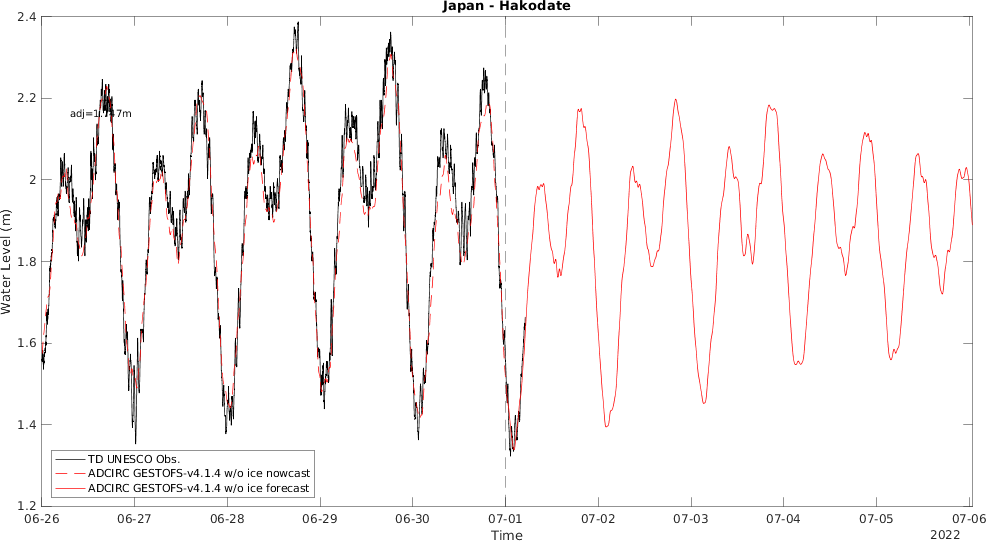 Japan - Hakodate
2.4
2.2
2
1.8
1.6
1.4
1.2
Water Level (m)
TD UNESCO Obs.
ADCIRC GESTOFS-v4.1.4 w/o ice nowcast
ADCIRC GESTOFS-v4.1.4 w/o ice forecast
06-26 06-27 06-28 06-29 06-30 07-01 07-02 07-03 07-04 07-05 07-06
Time
2022